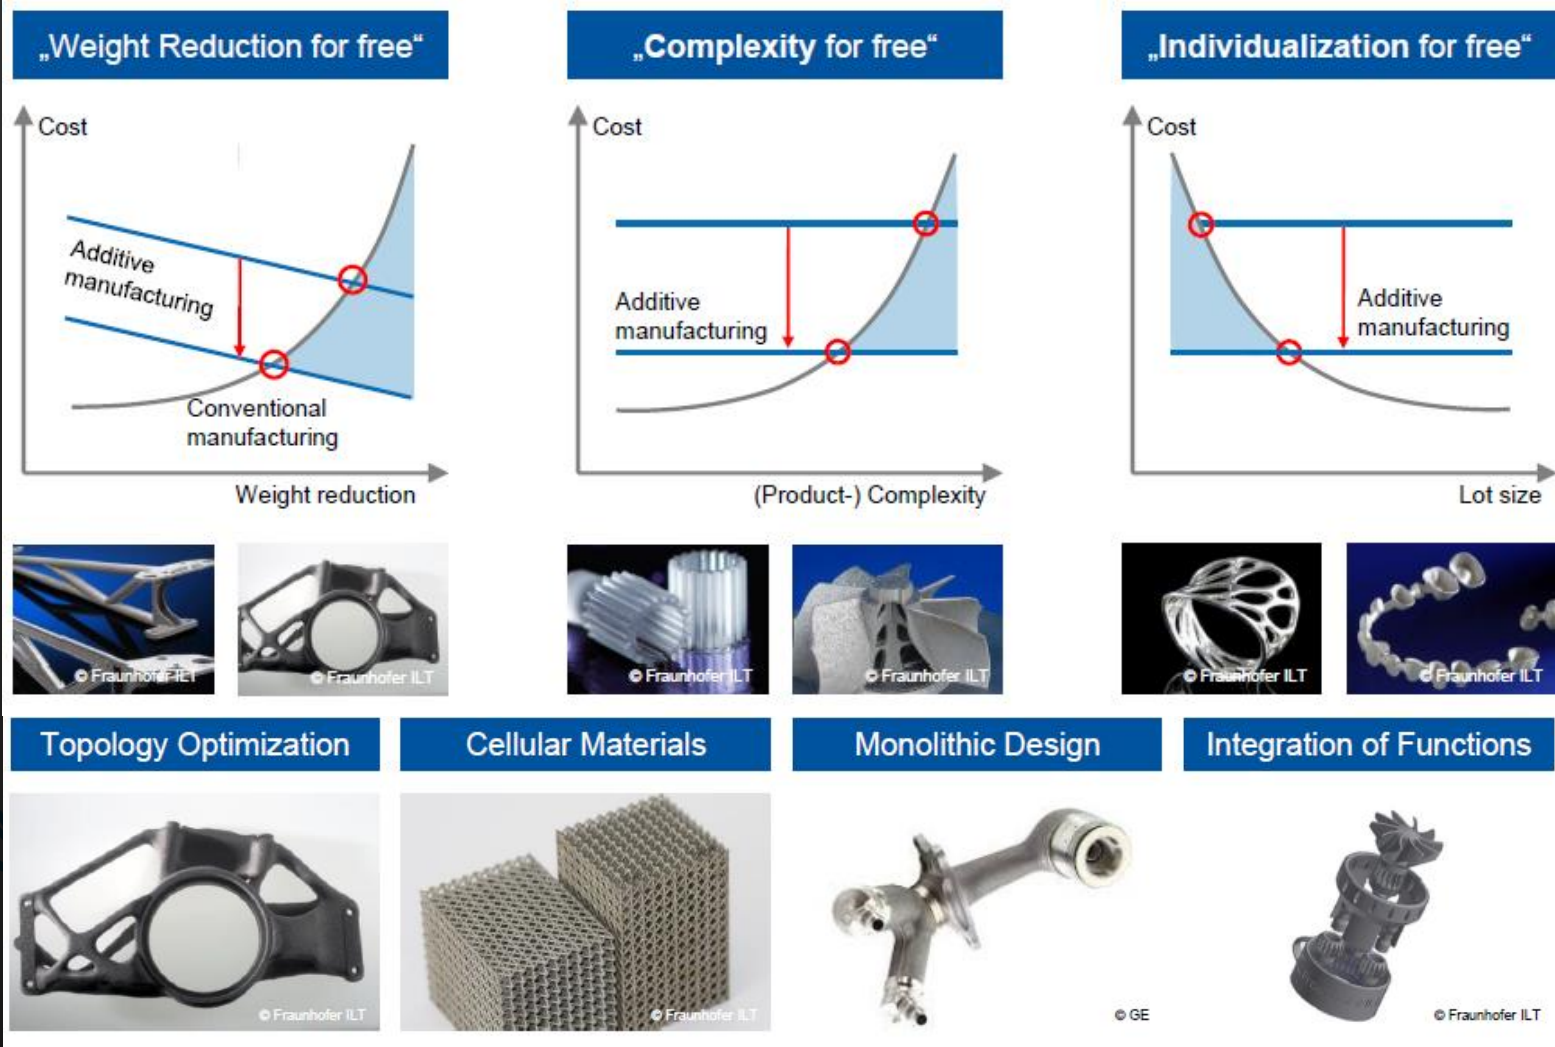 „Weight Reduction for free“
„Complexity for free“
„Individualization for free“
Cost
Additive
manufacturing
Conventional
manufacturing
Weight reduction
Cost
Additive
manufacturing
(Product-) Complexity
Cost
Additive
manufacturing
Lot size
© Fraunhofer ILT
© Fraunhofer ILT
© Fraunhofer ILT
© Fraunhofer ILT
© Fraunhofer ILT
© Fraunhofer ILT
Topology Optimization
Cellular Materials
Monolithic Design
Integration of Functions
© Fraunhofer ILT
© Fraunhofer ILT
© GE
© Fraunhofer ILT